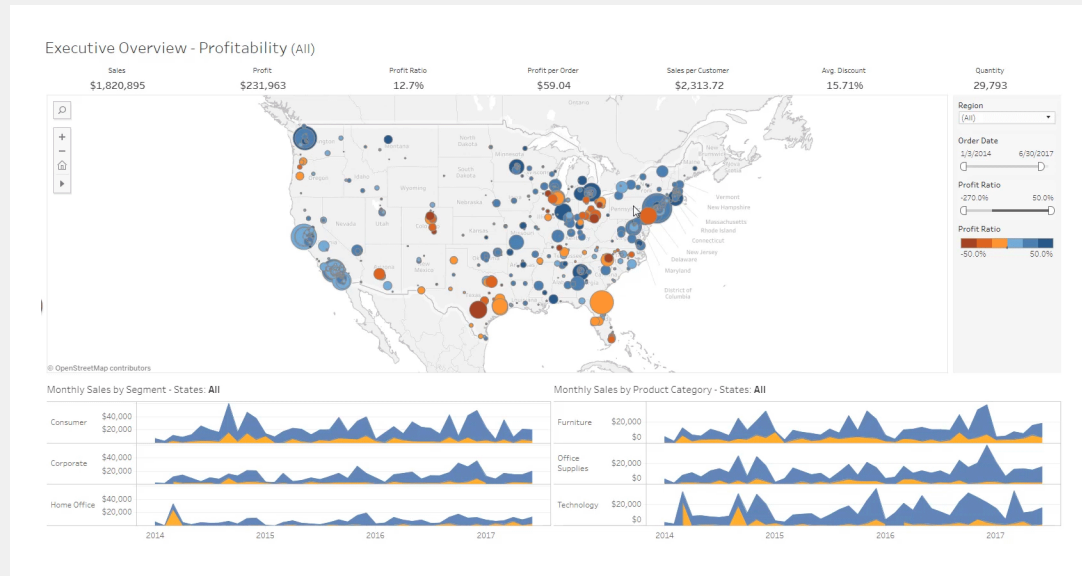 Executive Overview - Profitability (All)
Sales
Profit
Profit Ratio
Profit per Order
Sales per Customer
Avg. Discount
Quantity
$1,820,895
$231,963
12.7%
$59.04
$2,313.72
15.71%
29,793
Ontario
North Dakota
Minnesota
South Dakota
Oregon
Idaho
Wyoming
Nebraska
Nevada
Utah
Kansas
New Mexico
Maine
Vermont
New Hampshire
Massachusetts
Rhode Island
Connecticut
New Jersey
Delaware
Maryland
District of Columbia
© OpenStreetMap contributors
Region
(All)
Order Date
1/3/2014 6/30/2017
Profit Ratio
-270.0% 50.0%
Profit Ratio
-50.0% 50.0%
Monthly Sales by Segment - States: All
Consumer
$40,000
$20,000
Corporate
$40,000
$20,000
Home Office
$40,000
$20,000
2014 2015 2016 2017
Monthly Sales by Product Category - States: All
Furniture
$20,000
$0
Office
Supplies
$20,000
$0
Technology
$20,000
$0
2014 2015 2016 2017